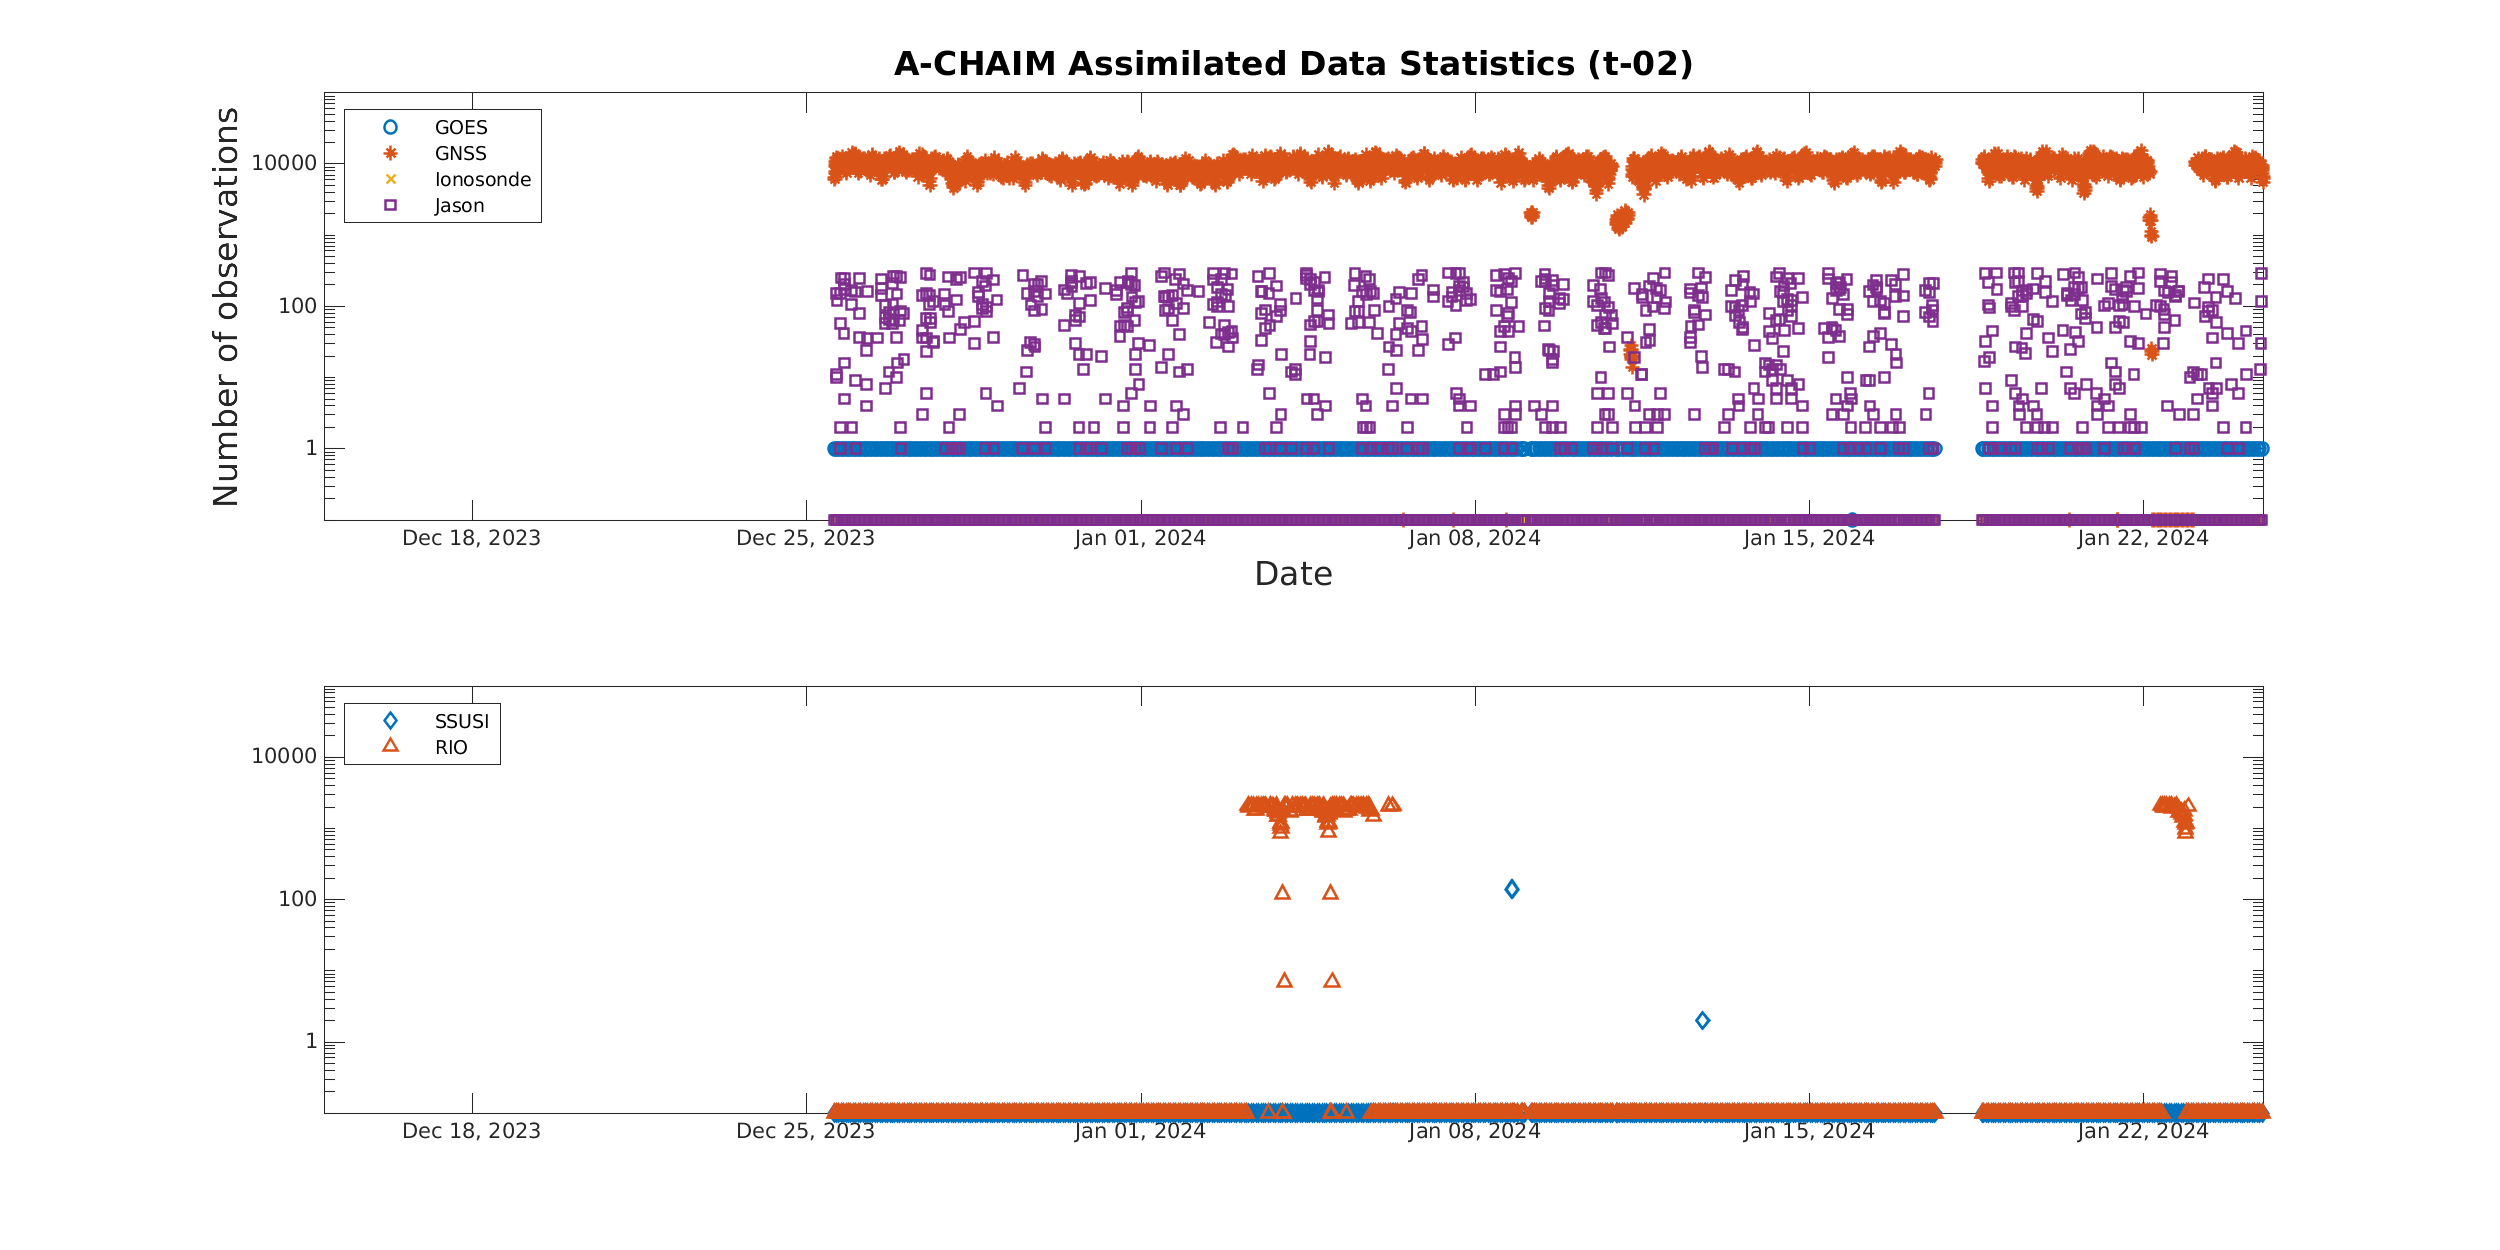 A-CHAIM Assimilated Data Statistics (t-02)
GOES
GNSS
Ionosonde
Jason
Number of observations
10000
100
1
Dec 18, 2023
Dec 25, 2023
Jan 01, 2024
Jan 08, 2024
Jan 15, 2024
Jan 22, 2024
Date
SSUSI
RIO
10000
100
1
Dec 18, 2023
Dec 25, 2023
Jan 01, 2024
Jan 08, 2024
Jan 15, 2024
Jan 22, 2024